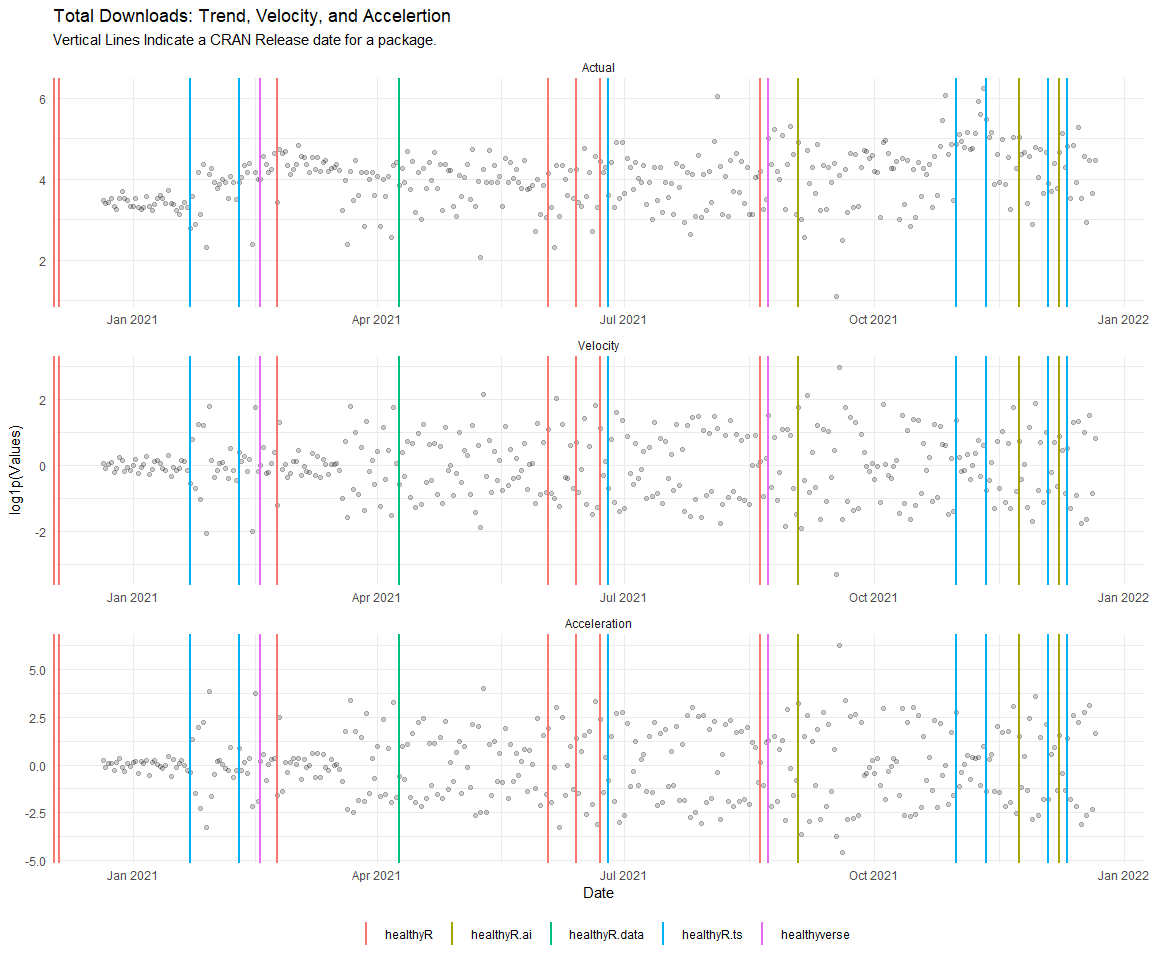 Total Downloads: Trend, Velocity, and Accelertion
Vertical Lines Indicate a CRAN Release date for a package.
Actual
6
4
2
Jan 2021 Apr 2021 Jul 2021 Oct 2021 Jan 2022
Velocity
log1p(Values)
2
0
-2
Jan 2021 Apr 2021 Jul 2021 Oct 2021 Jan 2022
Acceleration
5.0
2.5
0.0
-2.5
-5.0
Jan 2021 Apr 2021 Jul 2021 Oct 2021 Jan 2022
Date
healthyR healthyR.ai healthyR.data healthyR.ts healthyverse